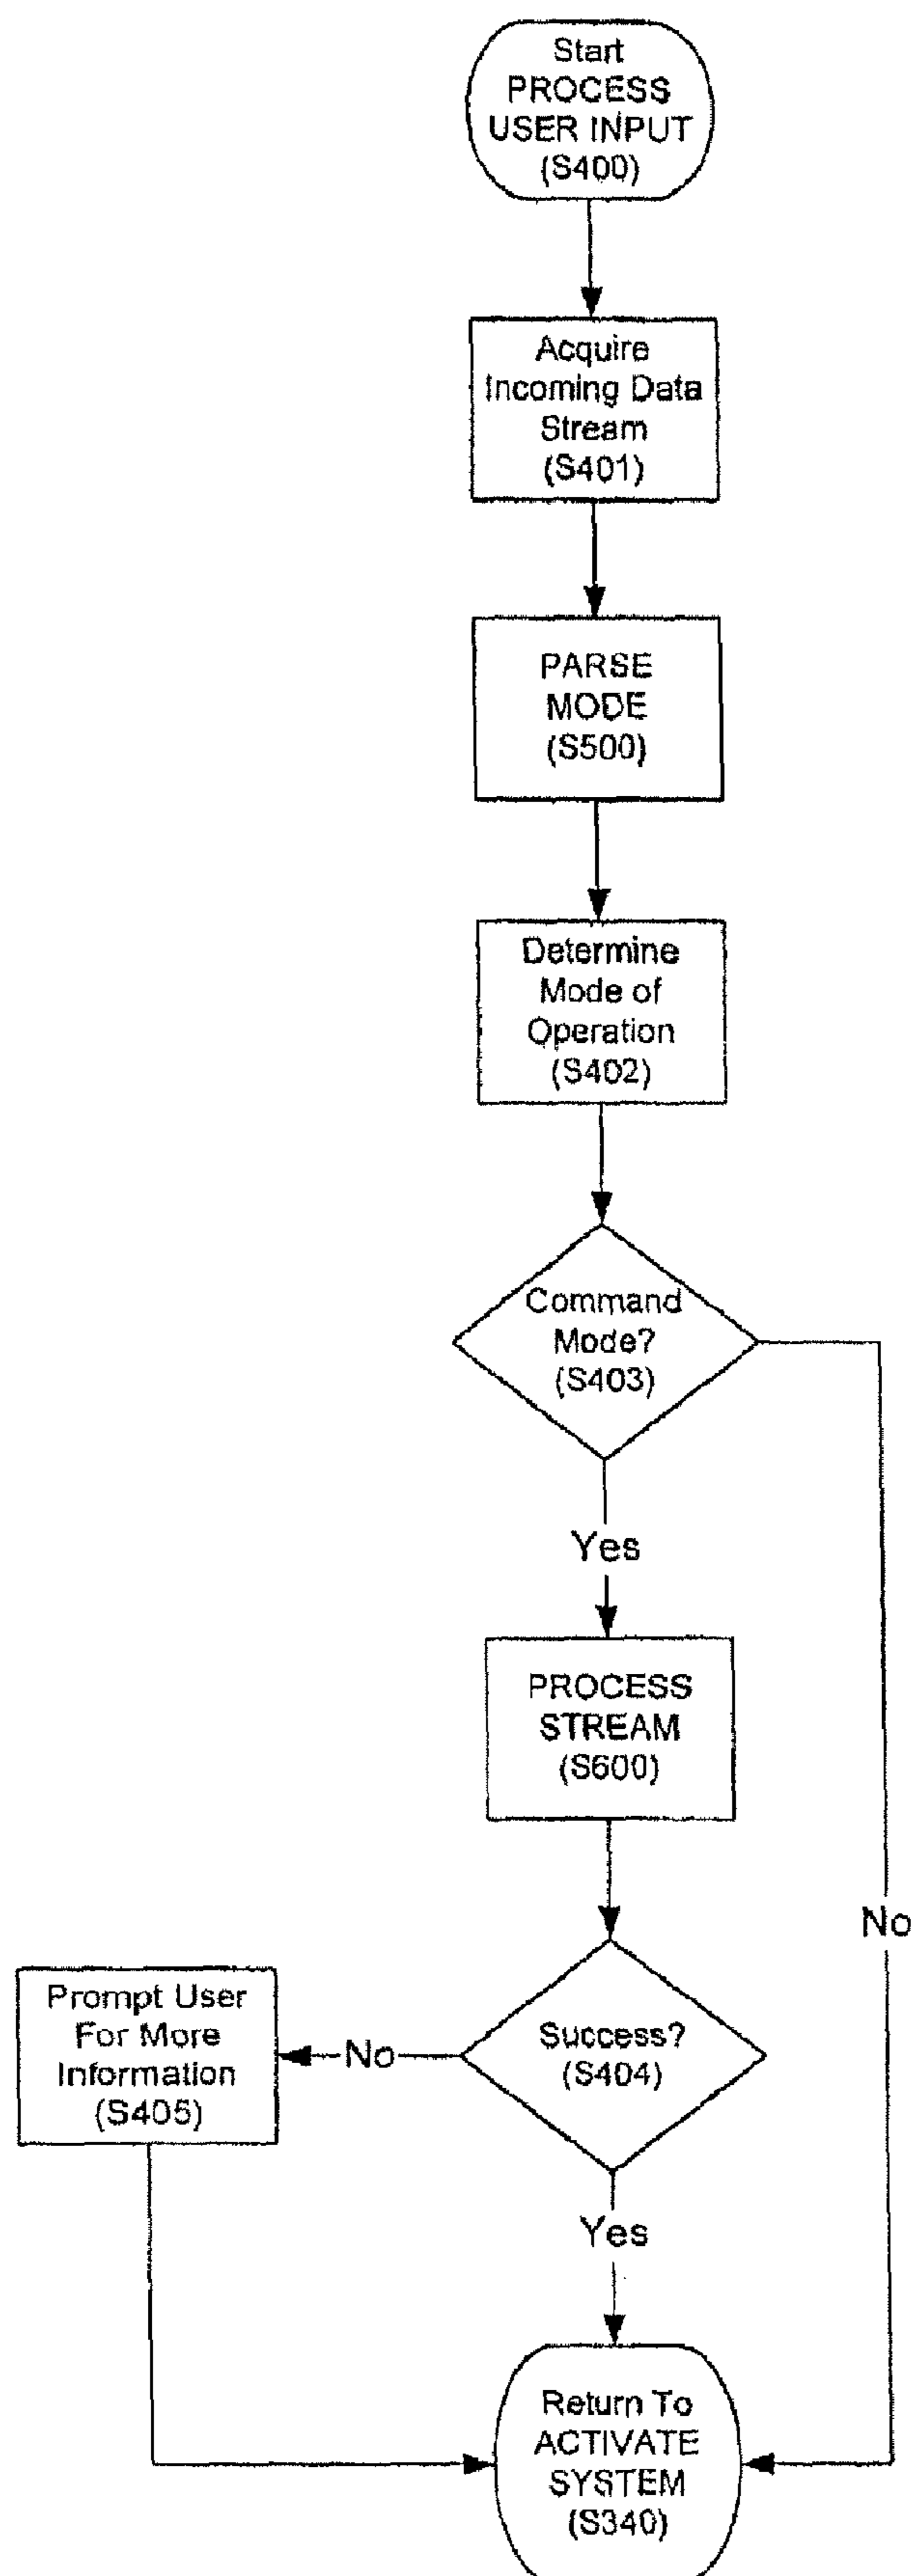 Start
PROCESS
USER INPUT
(S400)
Acquire
Incoming Data
Stream
(S401)
PARSE
MODE
(S500)
Determine
Mode of
Operation
(S402)
Command
Mode?
(S403)
Yes
No
PROCESS
STREAM
(S600)
Success?
(S404)
No
Prompt User
For More
Information
(S405)
Yes
Return To
ACTIVATE
SYSTEM
(S340)